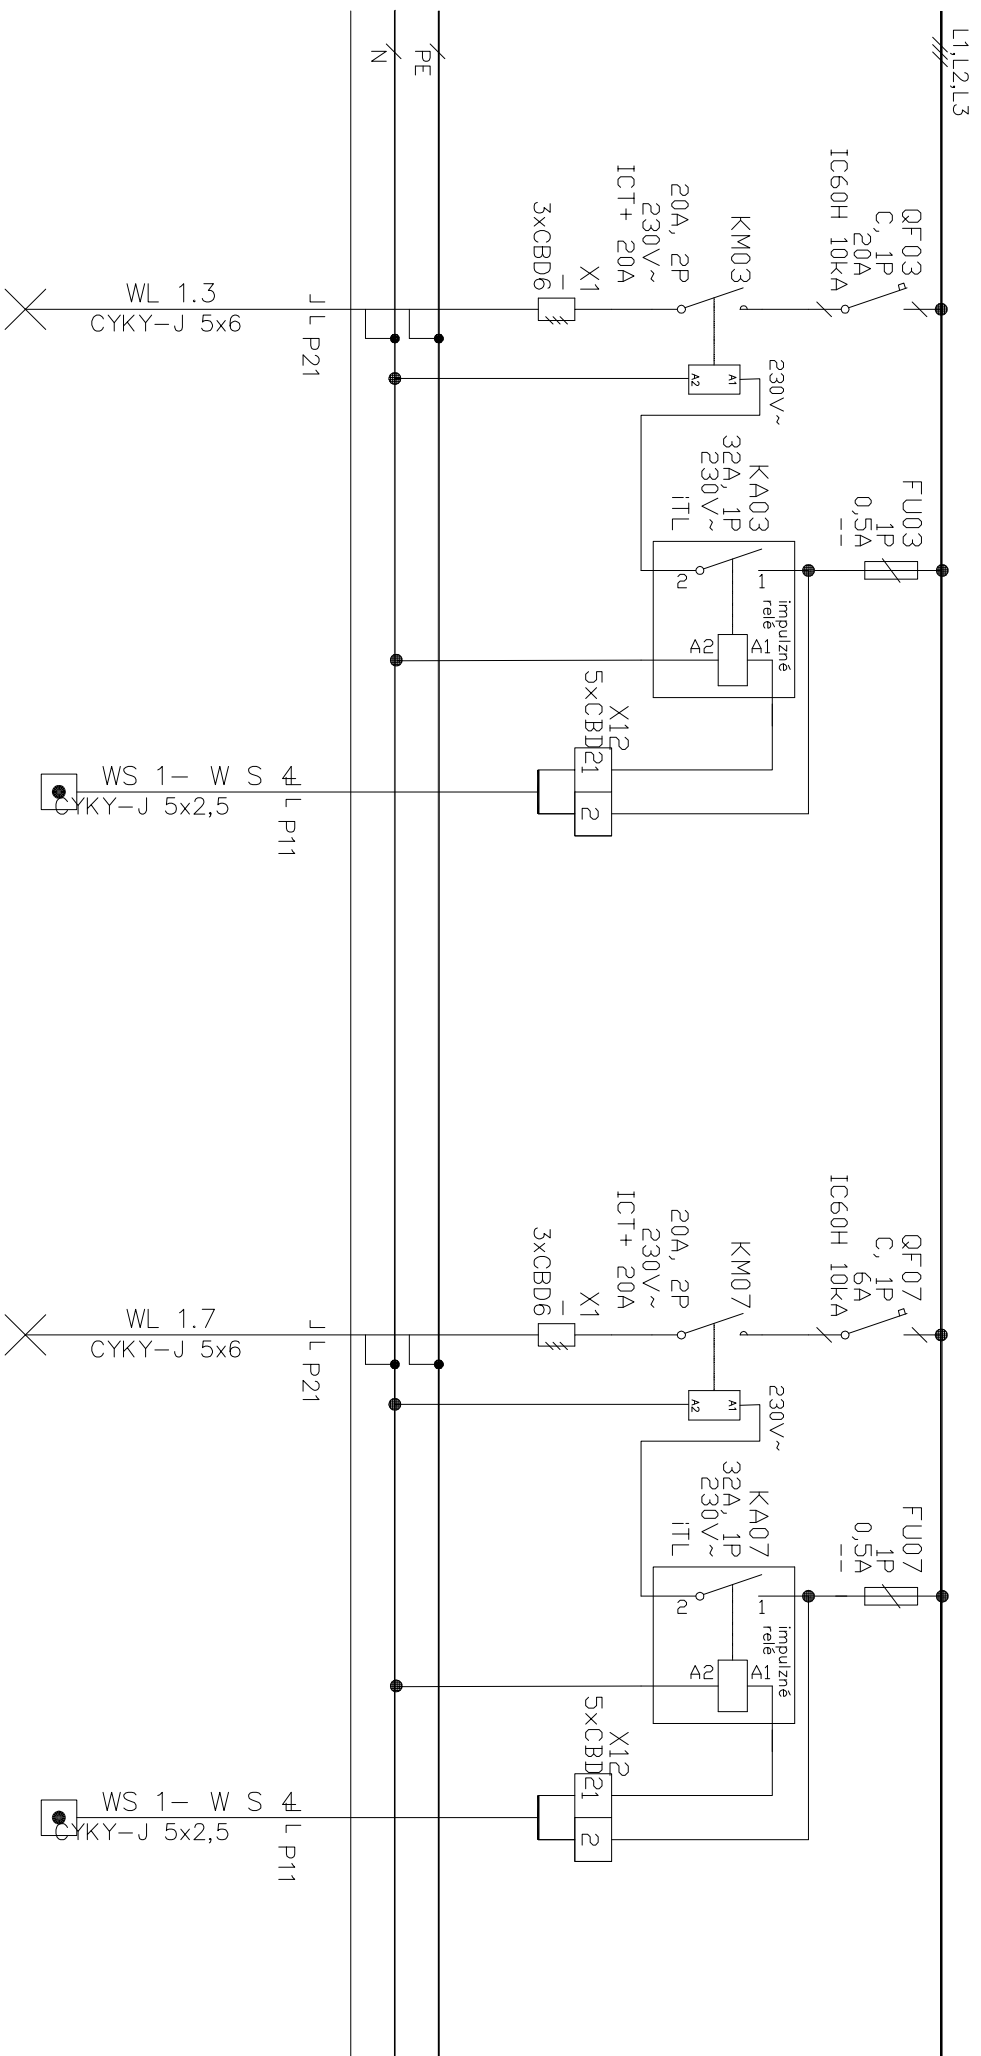 L1,L2,L3
PE
N
QF03
C, 1P
20A
IC60H 10kA
KM03
20A, 2P
230V~
ICT+ 20A
X1
-
3xCBD6
P21
WL 1.3
CYKY-J 5x6
A1
A2
230V~
FU03
1P
0,5A
--
KA03
32A, 1P
230V~
iTL
1
2
impulzné
relé
A1
A2
X12
5xCBD2
1
2
P11
WS 1- W S 4
CYKY-J 5x2,5
QF07
C, 1P
6A
IC60H 10kA
KM07
20A, 2P
230V~
ICT+ 20A
X1
-
3xCBD6
P21
WL 1.7
CYKY-J 5x6
A1
A2
230V~
FU07
1P
0,5A
--
KA07
32A, 1P
230V~
iTL
1
2
impulzné
relé
A1
A2
X12
5xCBD2
1
2
P11
WS 1- W S 4
CYKY-J 5x2,5